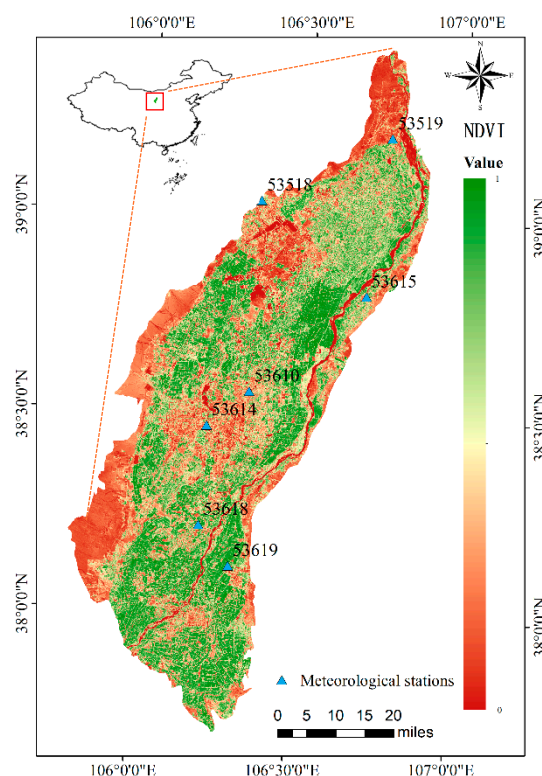 106°0'0"E 106°30'0"E 107°0'0"E
N
W E
S
NDVI
Value
1
0
39°0'0"N
38°30'0"N
38°0'0"N
39°0'0"N
38°30'0"N
38°0'0"N
53519
53518
53615
53610
53614
53618
53619
Meteorological stations
0 5 10 15 20
miles
106°0'0"E 106°30'0"E 107°0'0"E